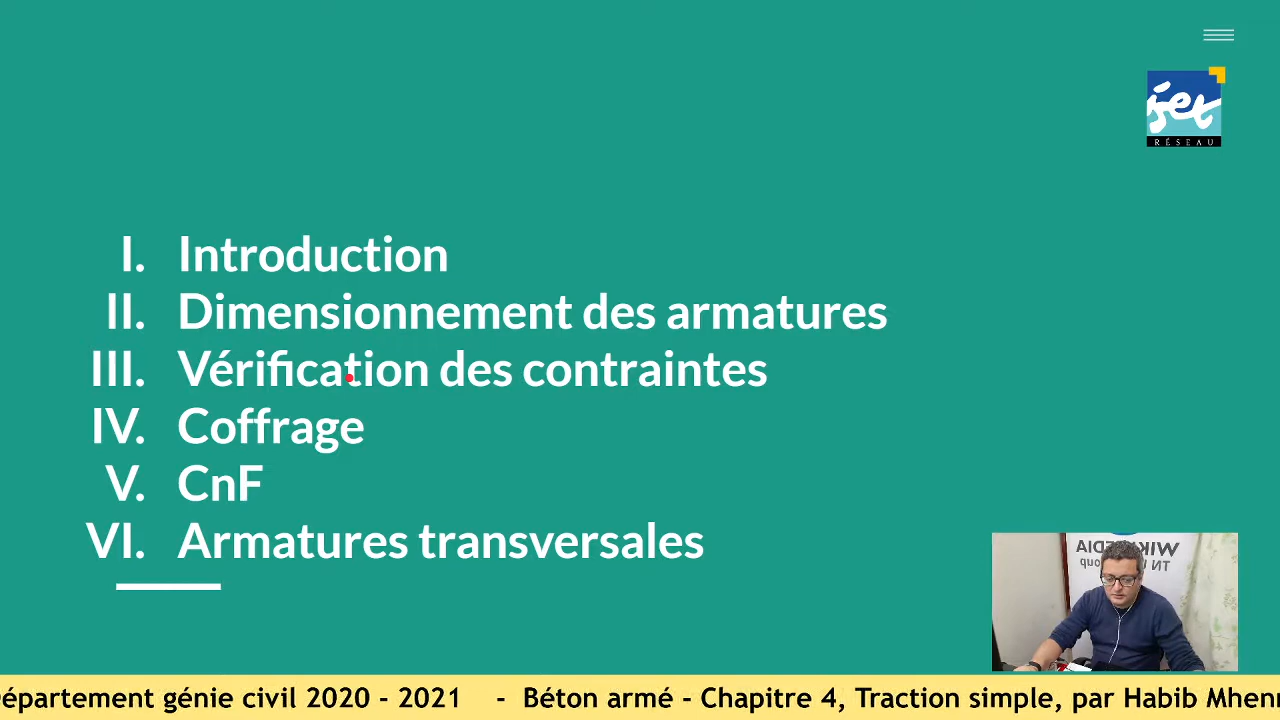 iset
RÉSEAU
I. Introduction
II. Dimensionnement des armatures
III. Vérification des contraintes
IV. Coffrage
V. CnF
VI. Armatures transversales
épartement génie civil 2020 - 2021 - Béton armé - Chapitre 4, Traction simple, par Habib Mhenn